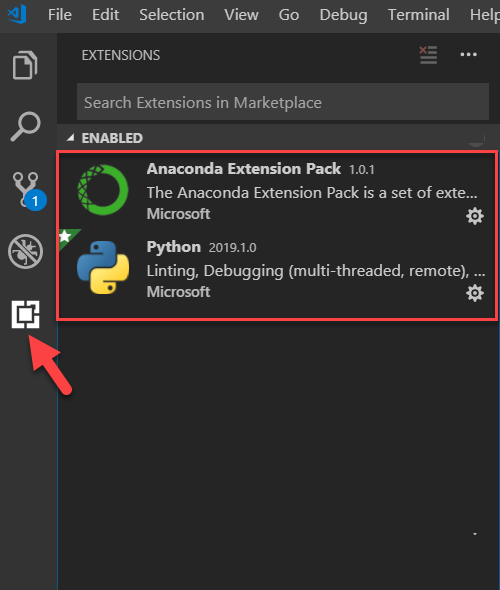 File Edit Selection View Go Debug Terminal Help
EXTENSIONS
Search Extensions in Marketplace
ENABLED
Anaconda Extension Pack 1.0.1
The Anaconda Extension Pack is a set of exte...
Microsoft
1
Python 2019.1.0
Linting, Debugging (multi-threaded, remote), ...
Microsoft